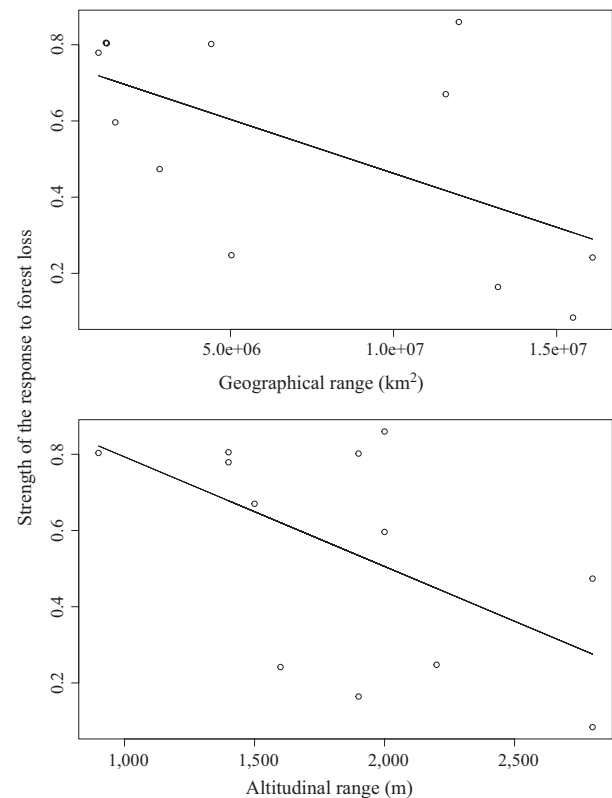 Strength of the response to forest loss
0.8
0.6
0.4
0.2
5.0e+06 1.0e+07 1.5e+07
Geographical range (km²)
0.8
0.6
0.4
0.2
1,000 1,500 2,000 2,500
Altitudinal range (m)